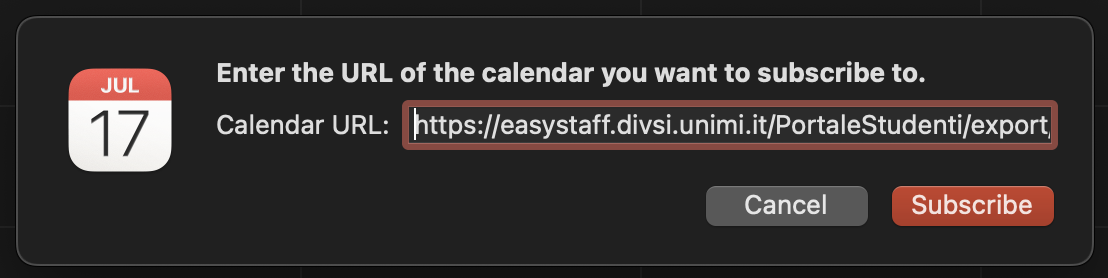 JUL
17
Enter the URL of the calendar you want to subscribe to.
Calendar URL: https://easystaff.divsi.unimi.it/PortaleStudenti/export/
Cancel
Subscribe